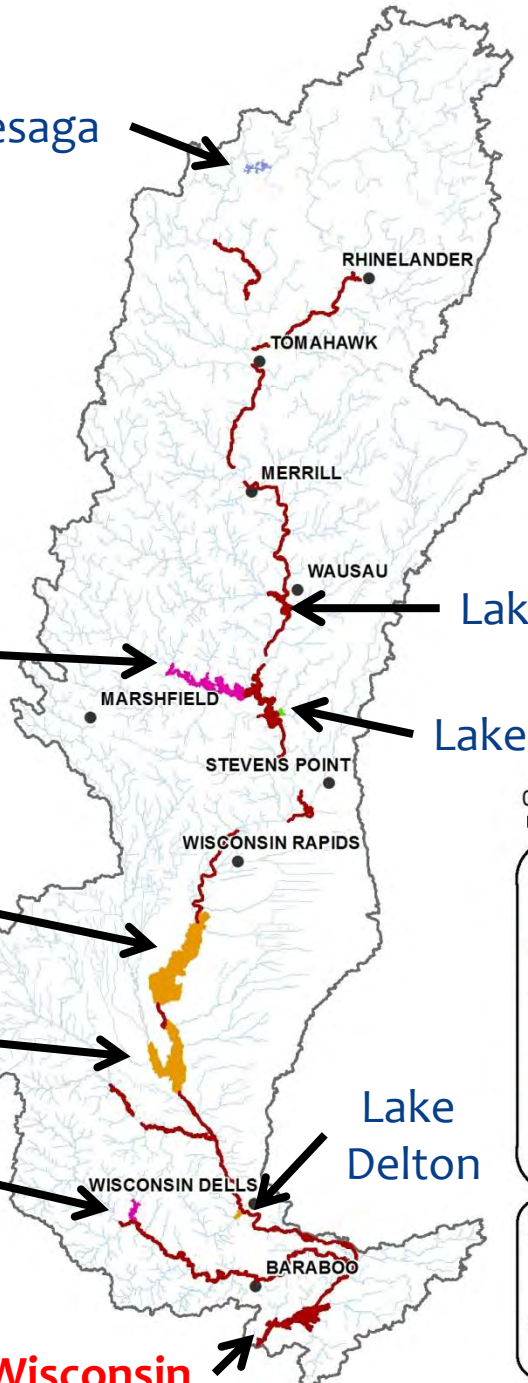 esaga
RHINELANDER
TOMAHAWK
MERRILL
WAUSAU
Lak
MARSHFIELD
Lake
STEVENS POINT
WISCONSIN RAPIDS
Lake
Delton
WISCONSIN DELLS
BARABOO
Wisconsin